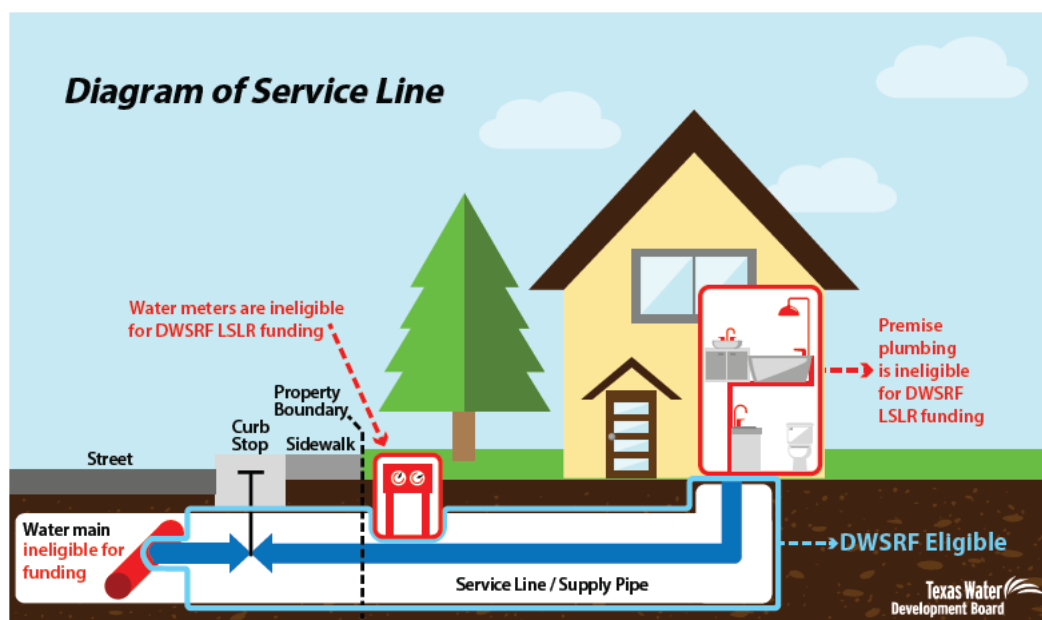 Diagram of Service Line
Water meters are ineligible
for DWSRF LSLR funding
Premise
plumbing
is ineligible
for DWSRF
LSLR funding
Property
Boundary
Curb
Stop
Sidewalk
Street
Water main
ineligible for
funding
DWSRF Eligible
Service Line / Supply Pipe
Texas Water
Development Board